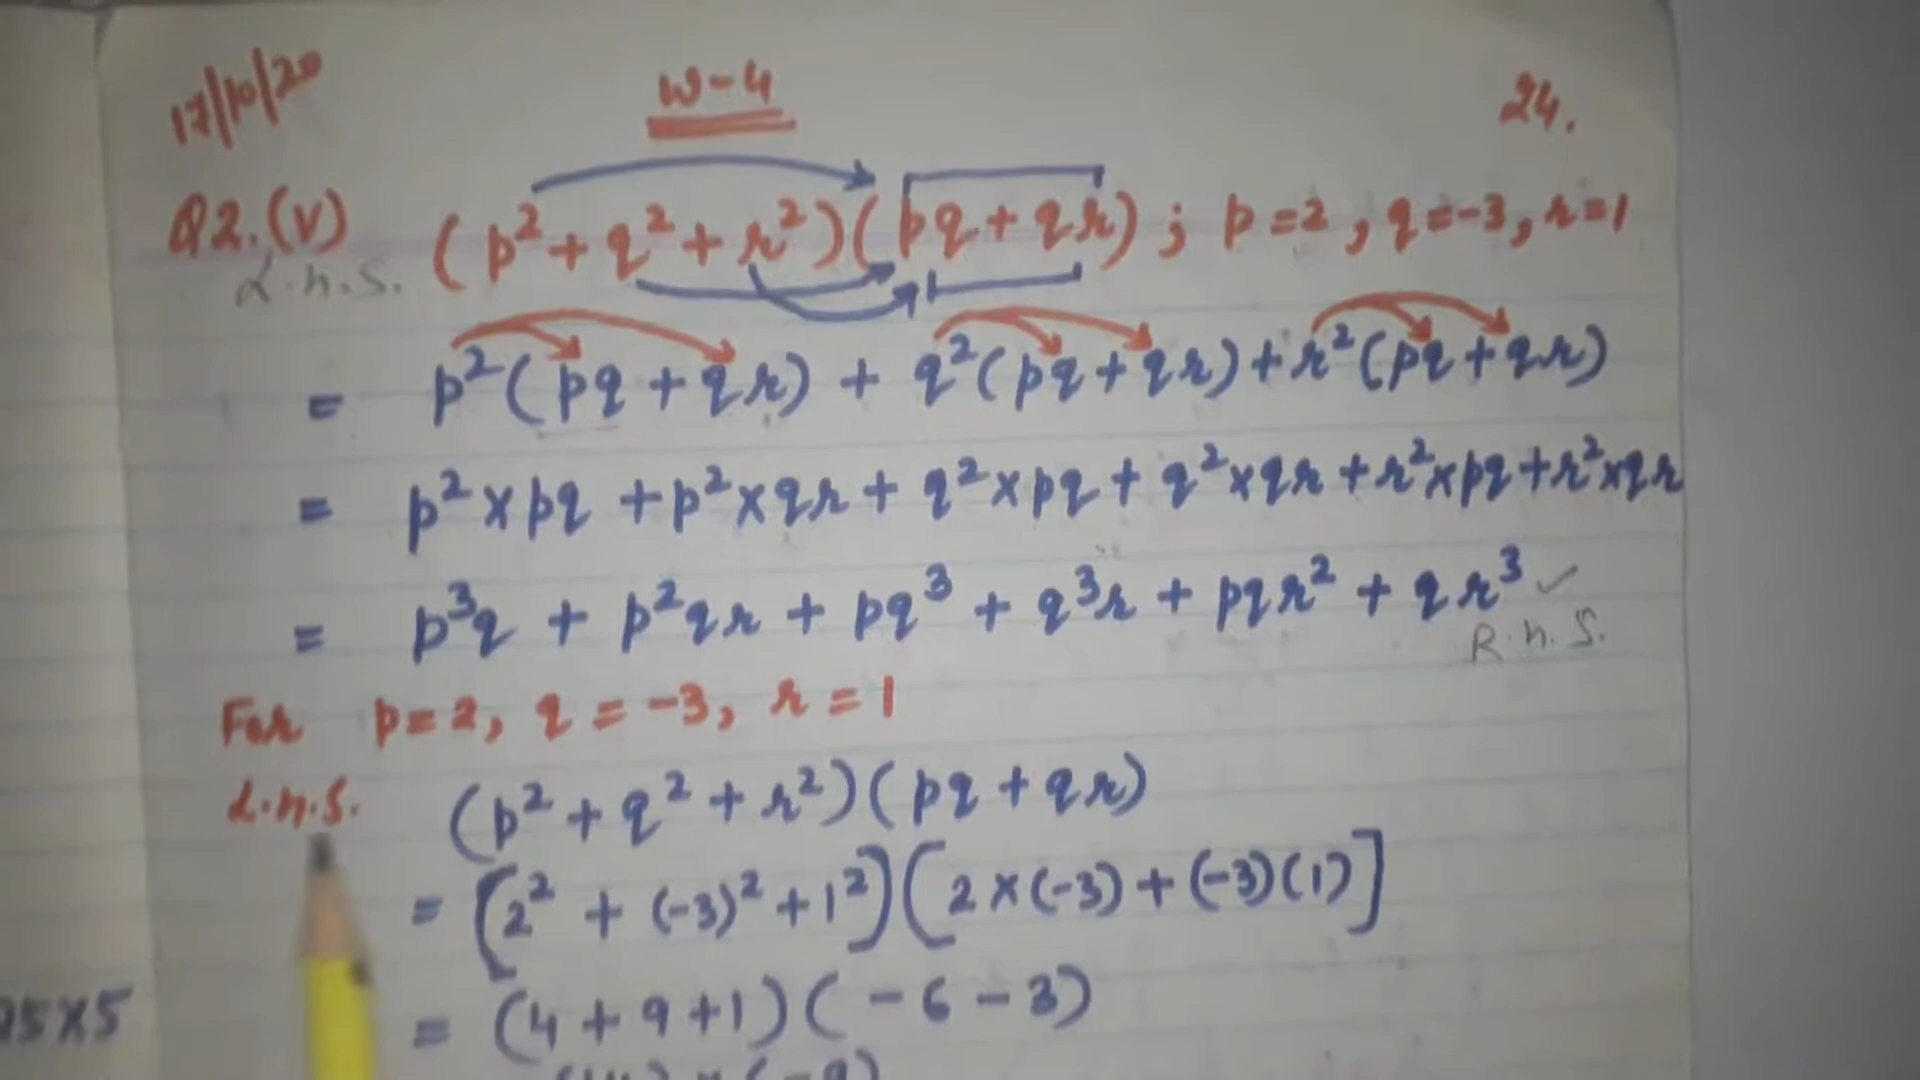 17/10/20 W-4 24.
Q2.(V) (p²+q²+r²)(pq+qr) ; p=2, q=-3, r=1
L.H.S.
= p²(pq+qr) + q²(pq+qr)+r²(pq+qr)
= p²×pq +p²×qr+ q²×pq+ q²×qr+r²×pq+r²×qr
= p³q + p²qr + pq³ + q³r + pqr² + qr³ ✓
R.H.S.
For p=2, q=-3, r=1
L.H.S. (p²+q²+r²)(pq+qr)
= [2² + (-3)²+1²][2×(-3)+(-3)(1)]
= (4+9+1)(-6-3)
25×5